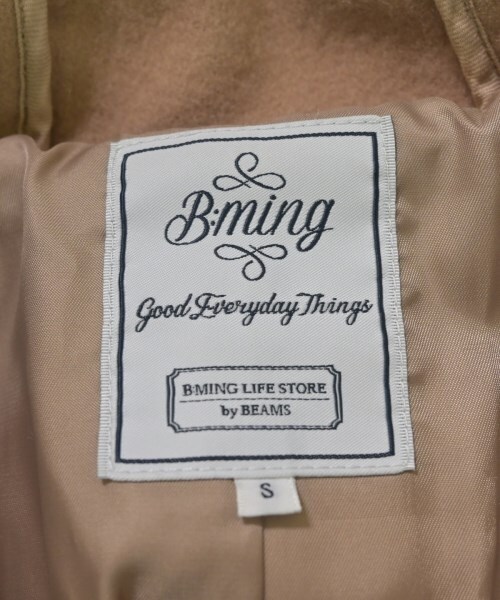 B:ming
Good Everyday Things
B:MING LIFE STORE
by BEAMS
S